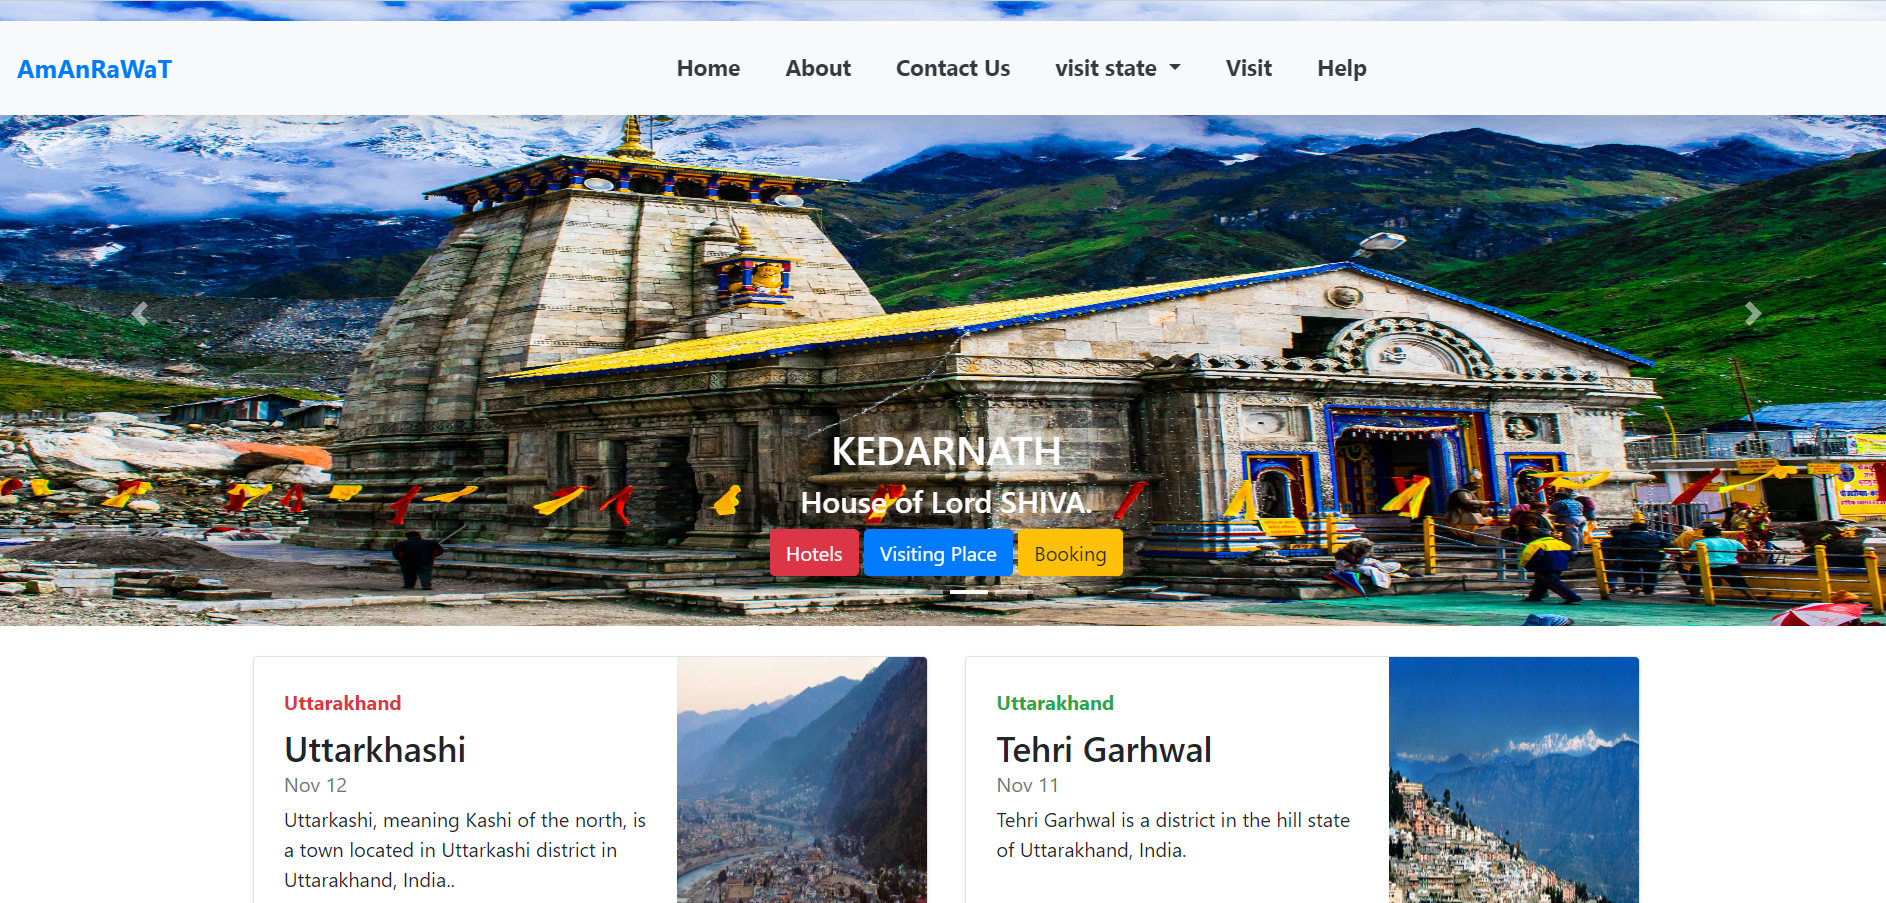 AmAnRaWaT
Home About Contact Us visit state Visit Help
KEDARNATH
House of Lord SHIVA.
Hotels Visiting Place Booking
Uttarakhand
Uttarkhashi
Nov 12
Uttarkashi, meaning Kashi of the north, is
a town located in Uttarkashi district in
Uttarakhand, India..
Uttarakhand
Tehri Garhwal
Nov 11
Tehri Garhwal is a district in the hill state
of Uttarakhand, India.